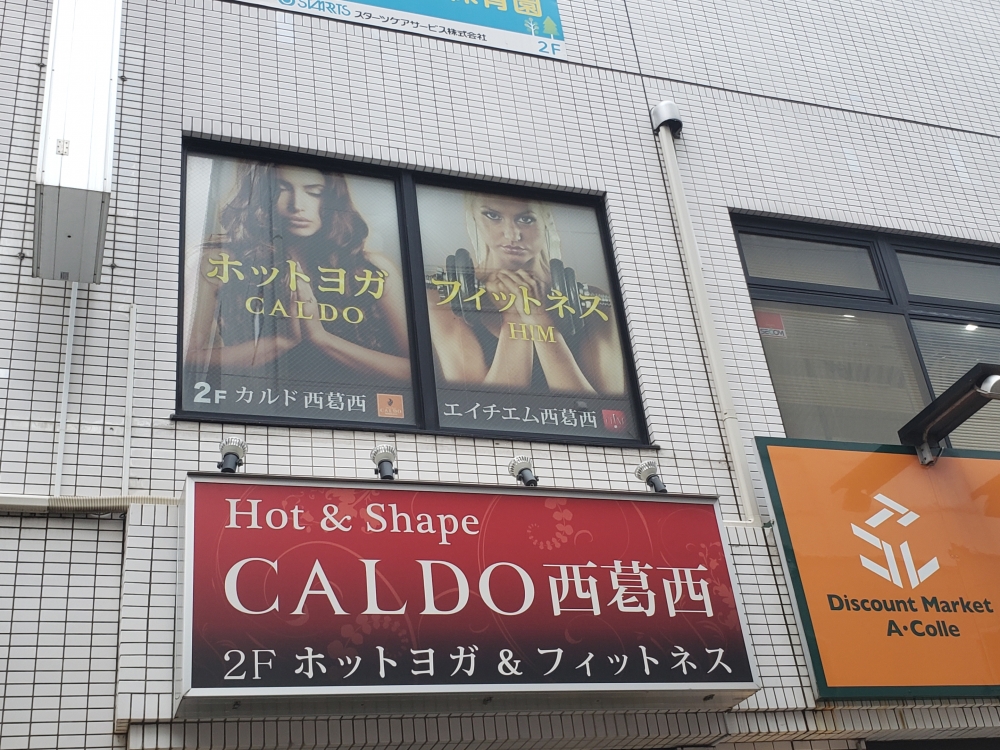 保育園
STARTS スターツケアサービス株式会社
2F
ホットヨガ
CALDO
2F カルド西葛西
フィットネス
H!M
エイチエム西葛西
Hot & Shape
CALDO西葛西
2F ホットヨガ & フィットネス
Discount Market
A・Colle